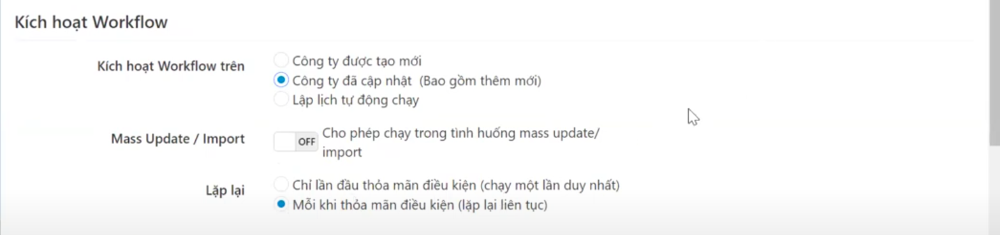 Kích hoạt Workflow
Kích hoạt Workflow trên
Công ty được tạo mới
Công ty đã cập nhật (Bao gồm thêm mới)
Lập lịch tự động chạy
Mass Update / Import
OFF
Cho phép chạy trong tình huống mass update/
import
Lặp lại
Chỉ lần đầu thỏa mãn điều kiện (chạy một lần duy nhất)
Mỗi khi thỏa mãn điều kiện (lặp lại liên tục)